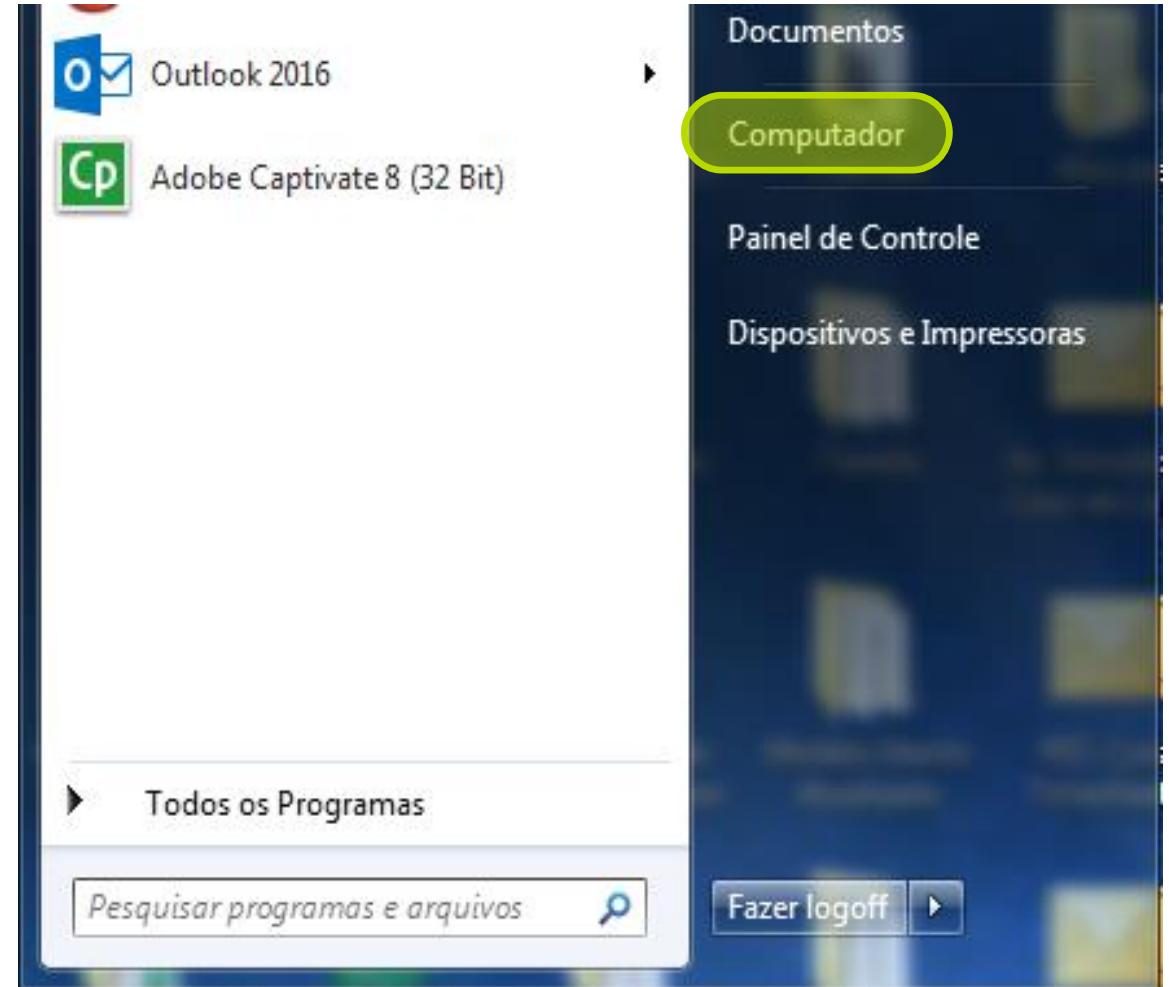 Outlook 2016
Adobe Captivate 8 (32 Bit)
Todos os Programas
Pesquisar programas e arquivos
Documentos
Computador
Painel de Controle
Dispositivos e Impressoras
Fazer logoff